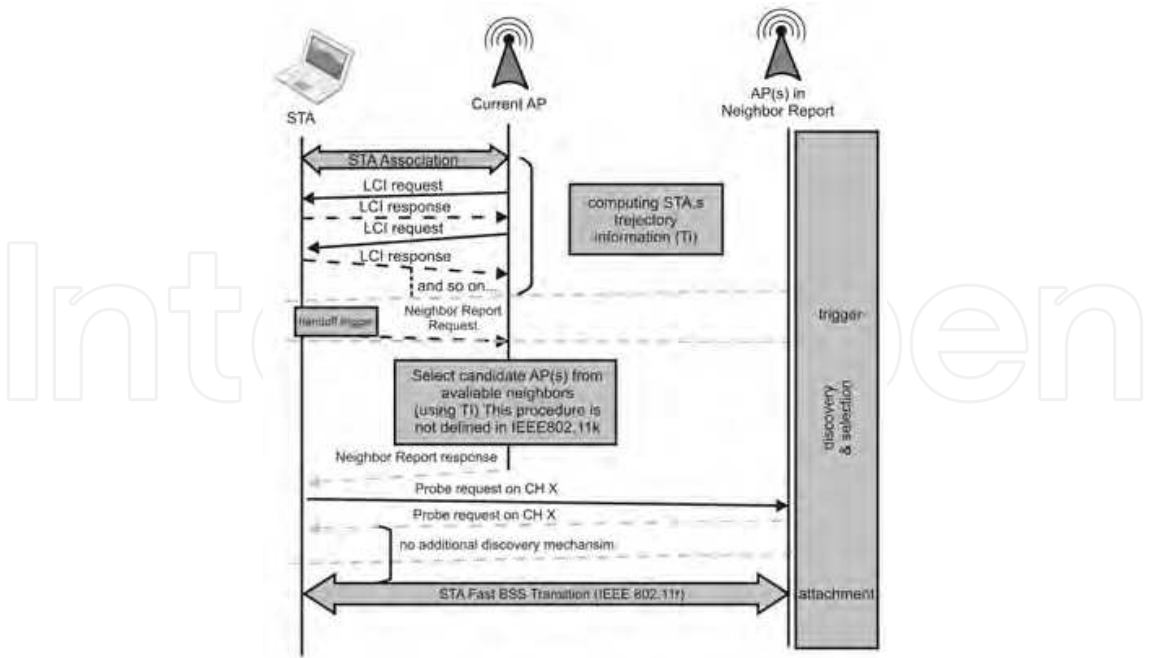 STA
Current AP
AP(s) in
Neighbor Report
STA Association
LCI request
LCI response
LCI request
LCI response
and so on...
computing STA,s
trejectory
information (Ti)
Neighbor Report
Request
handoff trigger
trigger
Select candidate AP(s) from
avaliable neighbors
(using TI) This procedure is
not defined in IEEE802.11k
discovery
& selection
Neighbor Report response
Probe request on CH X
Probe request on CH X
no additional discovery mechansim
STA Fast BSS Transition (IEEE 802.11r)
attachment